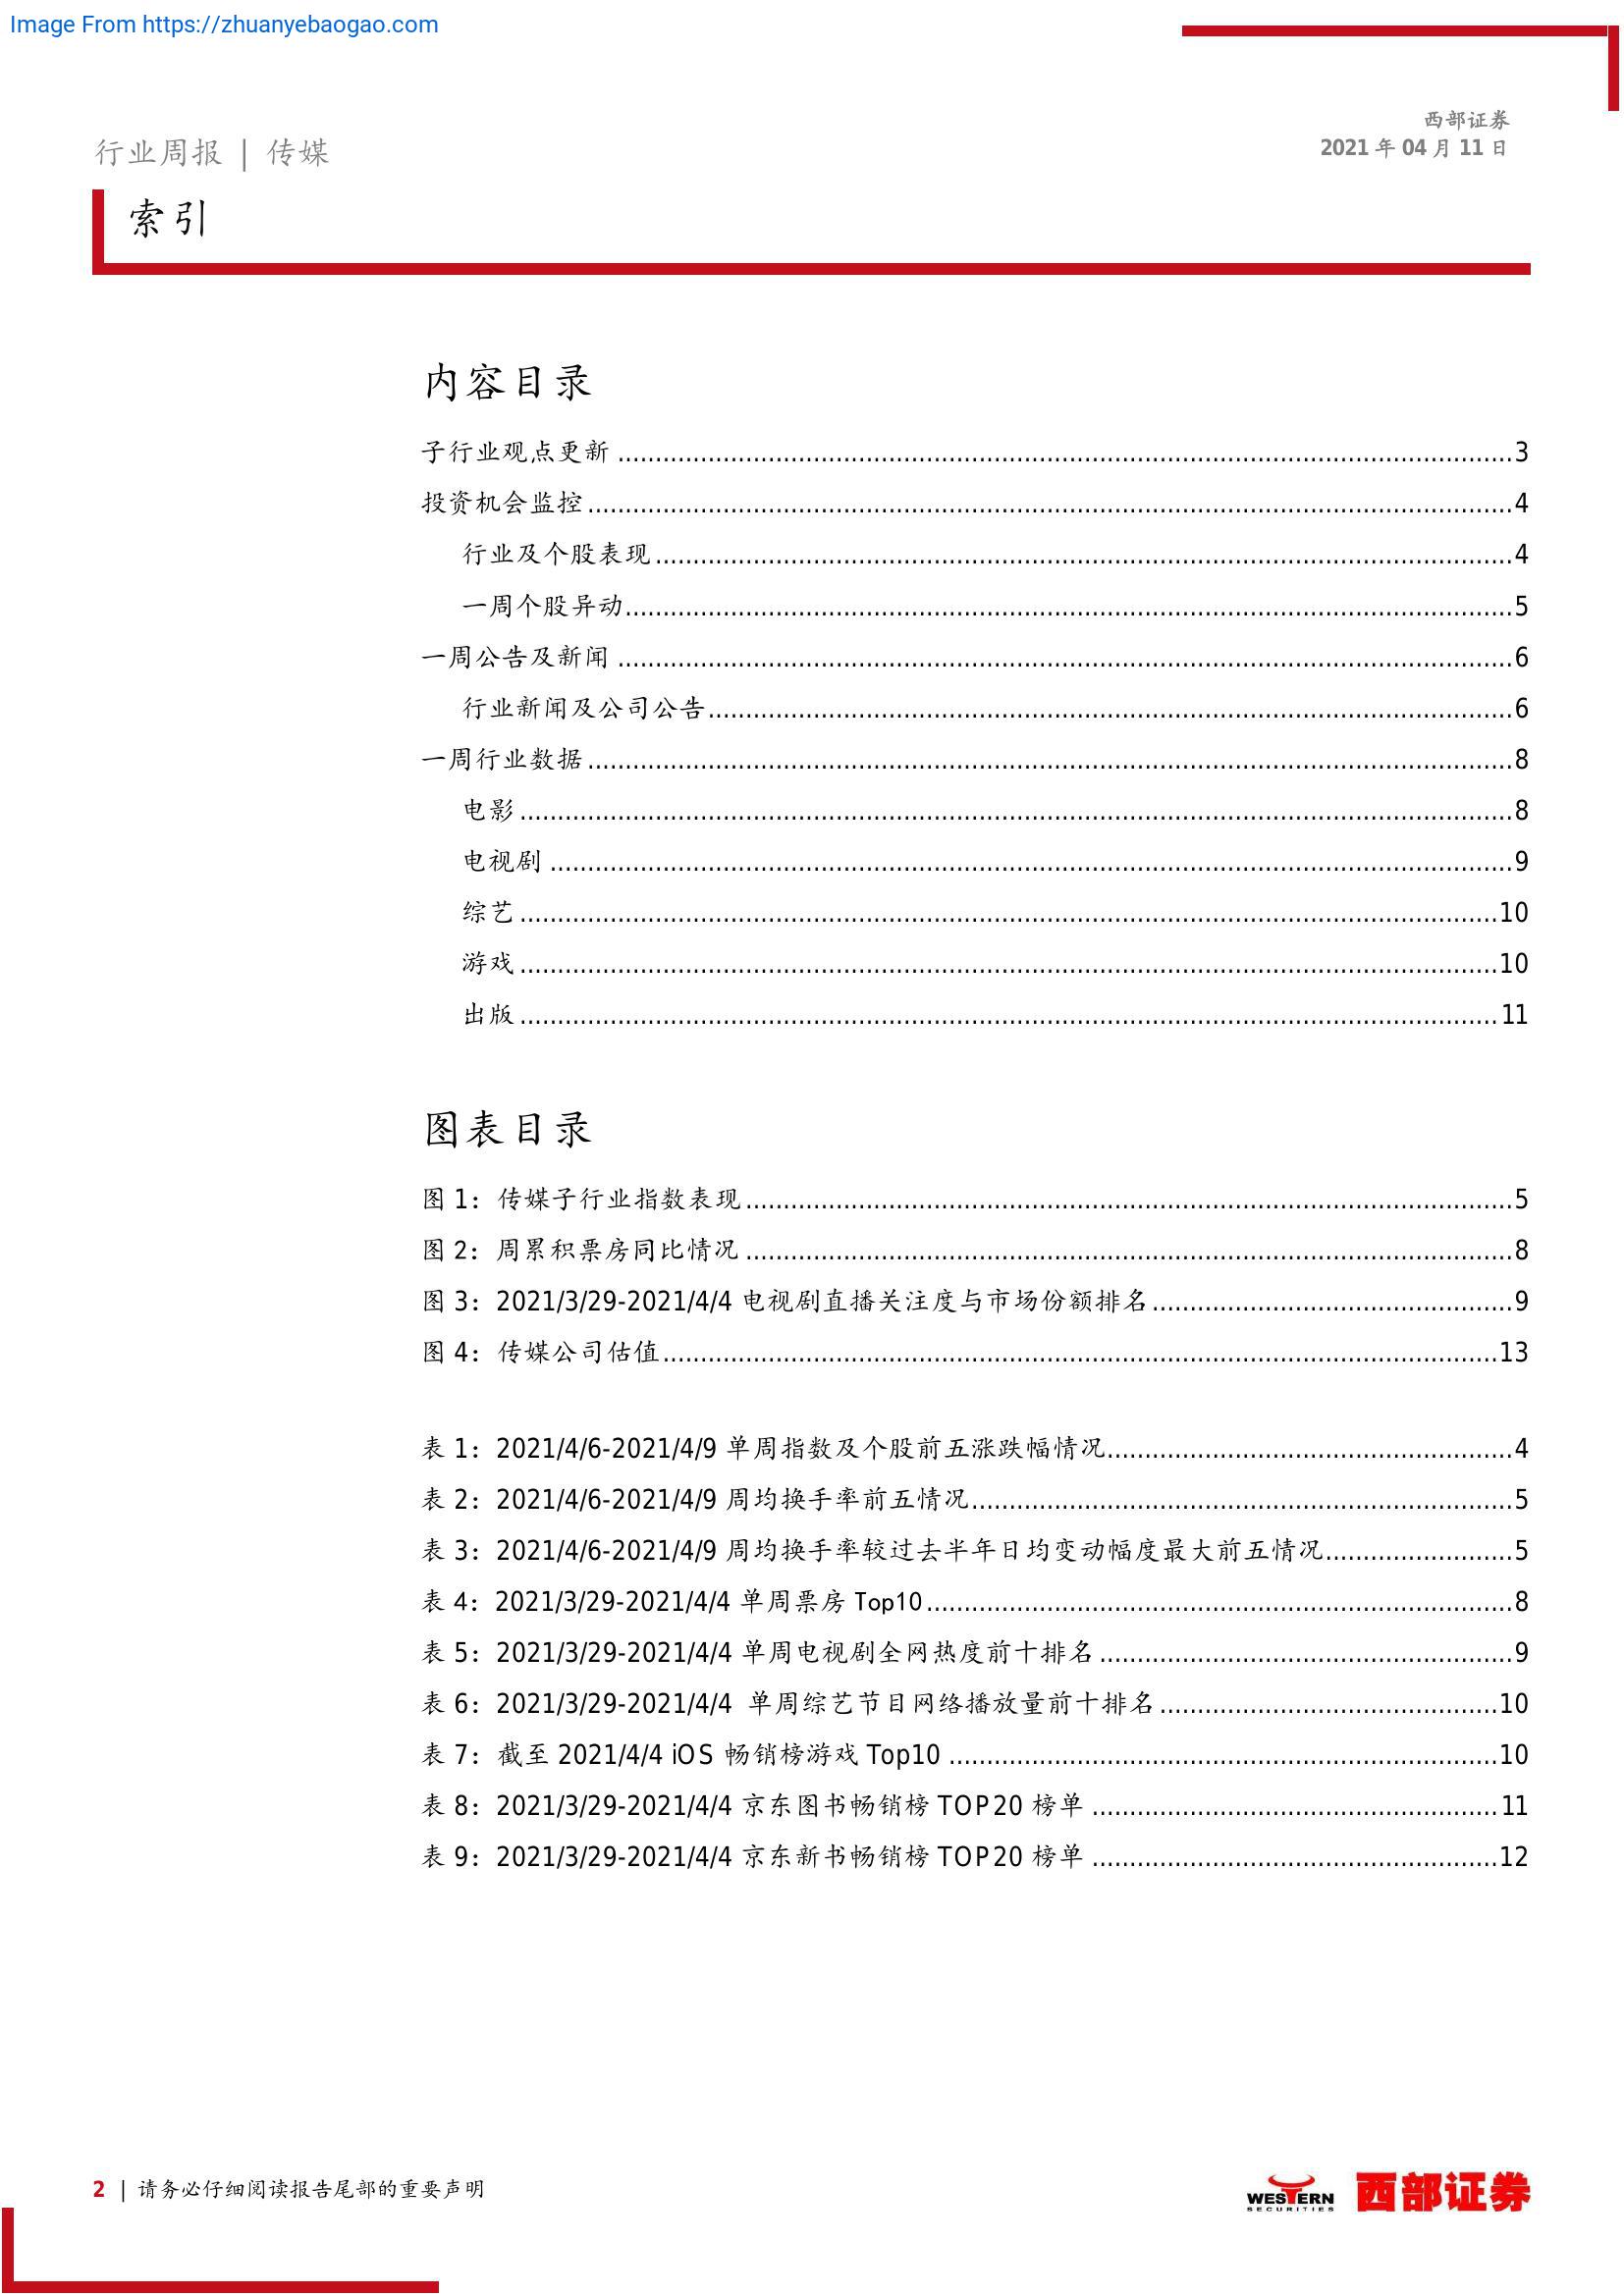 Image From https://zhuanyebaogao.com
西部证券
2021 年 04 月 11 日
行业周报 | 传媒
索引
内容目录
子行业观点更新 ........................ 3
投资机会监控 ........................ 4
行业及个股表现 ........................ 4
一周个股异动 ........................ 5
一周公告及新闻 ........................ 6
行业新闻及公司公告 ........................ 6
一周行业数据 ........................ 8
电影 ........................ 8
电视剧 ........................ 9
综艺 ........................ 10
游戏 ........................ 10
出版 ........................ 11
图表目录
图 1：传媒子行业指数表现 ........................ 5
图 2：周累积票房同比情况 ........................ 8
图 3：2021/3/29-2021/4/4 电视剧直播关注度与市场份额排名 ........................ 9
图 4：传媒公司估值 ........................ 13
表 1：2021/4/6-2021/4/9 单周指数及个股前五涨跌幅情况 ........................ 4
表 2：2021/4/6-2021/4/9 周均换手率前五情况 ........................ 5
表 3：2021/4/6-2021/4/9 周均换手率较过去半年日均变动幅度最大前五情况 ........................ 5
表 4：2021/3/29-2021/4/4 单周票房 Top10 ........................ 8
表 5：2021/3/29-2021/4/4 单周电视剧全网热度前十排名 ........................ 9
表 6：2021/3/29-2021/4/4 单周综艺节目网络播放量前十排名 ........................ 10
表 7：截至 2021/4/4 iOS 畅销榜游戏 Top10 ........................ 10
表 8：2021/3/29-2021/4/4 京东图书畅销榜 TOP20 榜单 ........................ 11
表 9：2021/3/29-2021/4/4 京东新书畅销榜 TOP20 榜单 ........................ 12
2 | 请务必仔细阅读报告尾部的重要声明
WESTERN
SECURITIES
西部证券